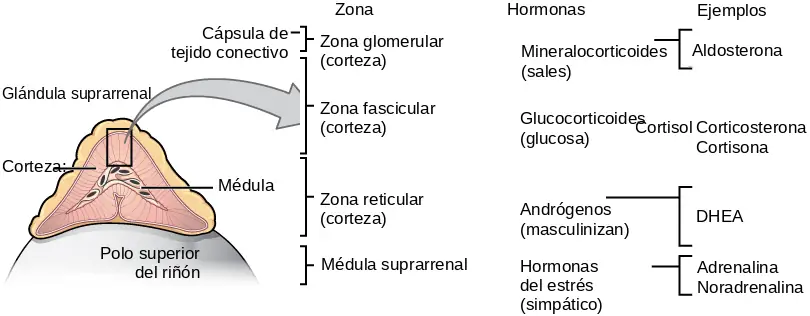 Zona
Hormonas
Ejemplos
Cápsula de
tejido conectivo
Zona glomerular
(corteza)
Mineralocorticoides
(sales)
Aldosterona
Glándula suprarrenal
Zona fascicular
(corteza)
Glucocorticoides
(glucosa)
Cortisol Corticosterona
Cortisona
Corteza:
Médula
Zona reticular
(corteza)
Andrógenos
(masculinizan)
DHEA
Polo superior
del riñón
Médula suprarrenal
Hormonas
del estrés
(simpático)
Adrenalina
Noradrenalina